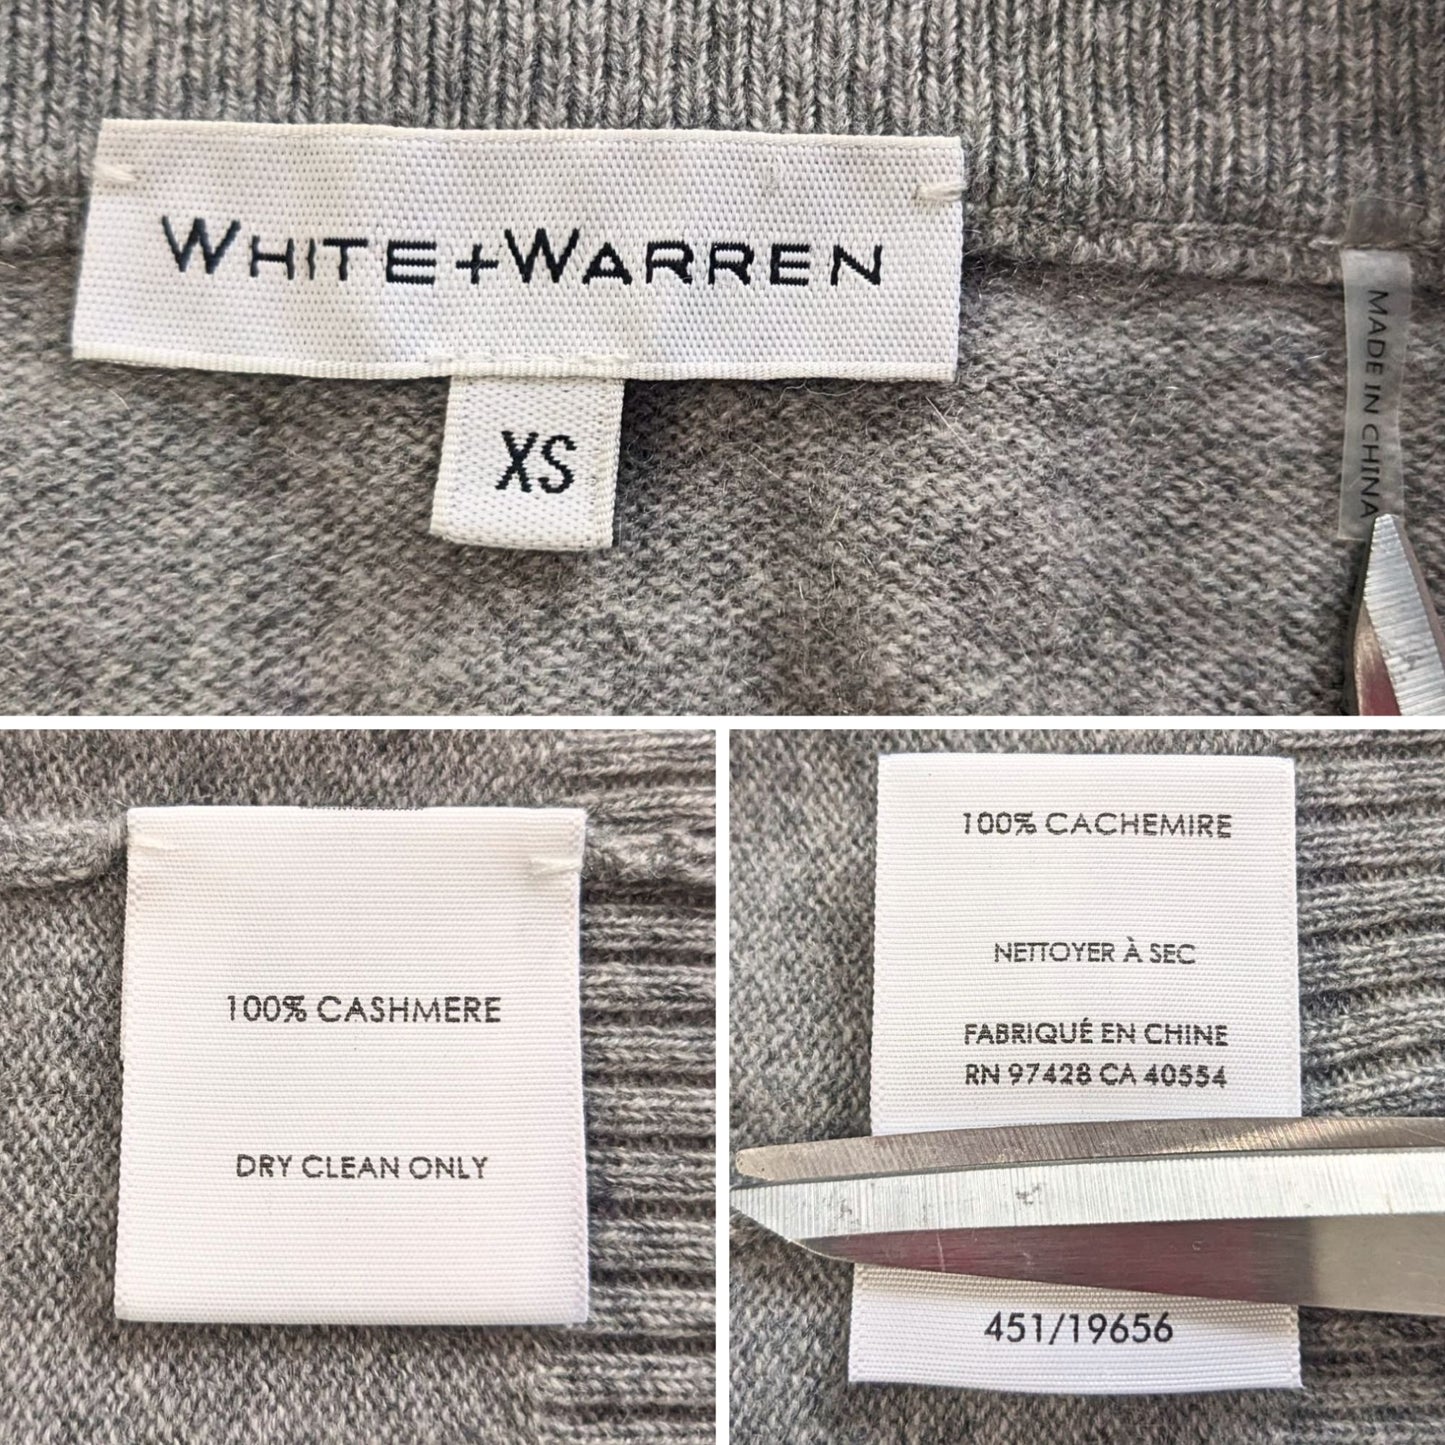 WHITE+WARREN
XS
MADE IN CHINA
100% CASHMERE
DRY CLEAN ONLY
100% CACHEMIRE
NETTOYER À SEC
FABRIQUÉ EN CHINE
RN 97428 CA 40554
451/19656